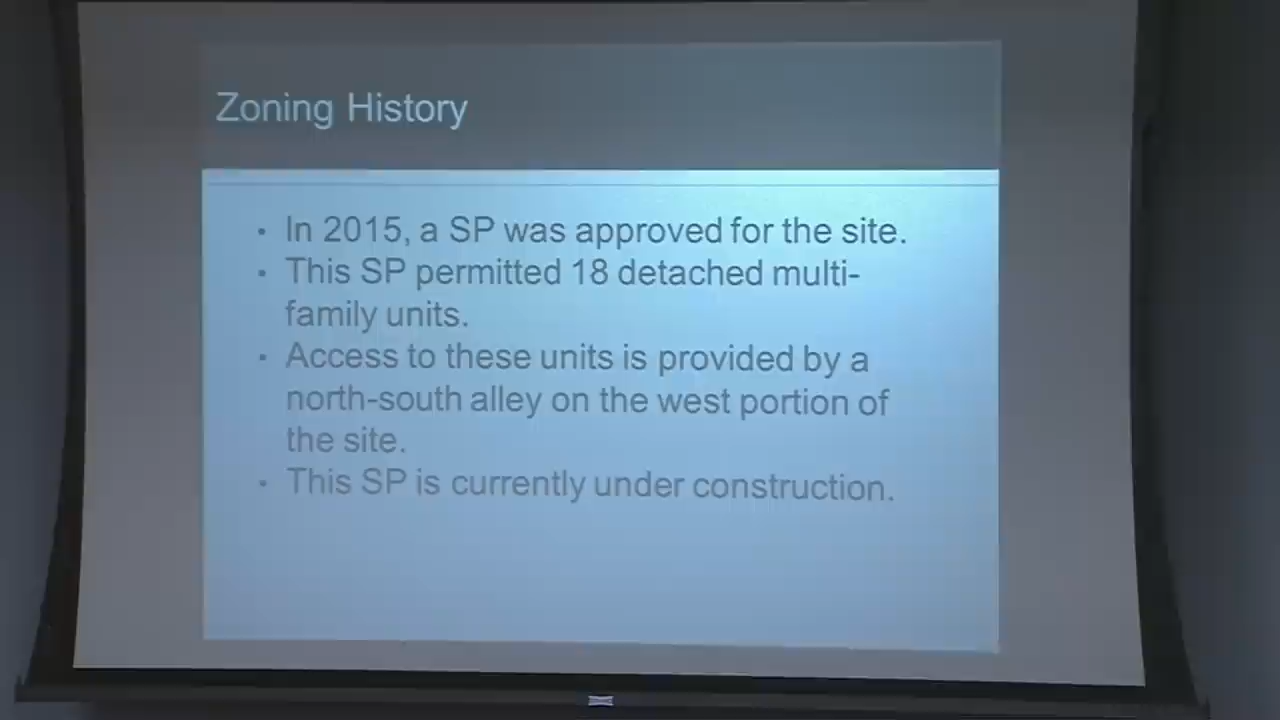 Zoning History
• In 2015, a SP was approved for the site.
• This SP permitted 18 detached multi-
family units.
• Access to these units is provided by a
north-south alley on the west portion of
the site.
• This SP is currently under construction.